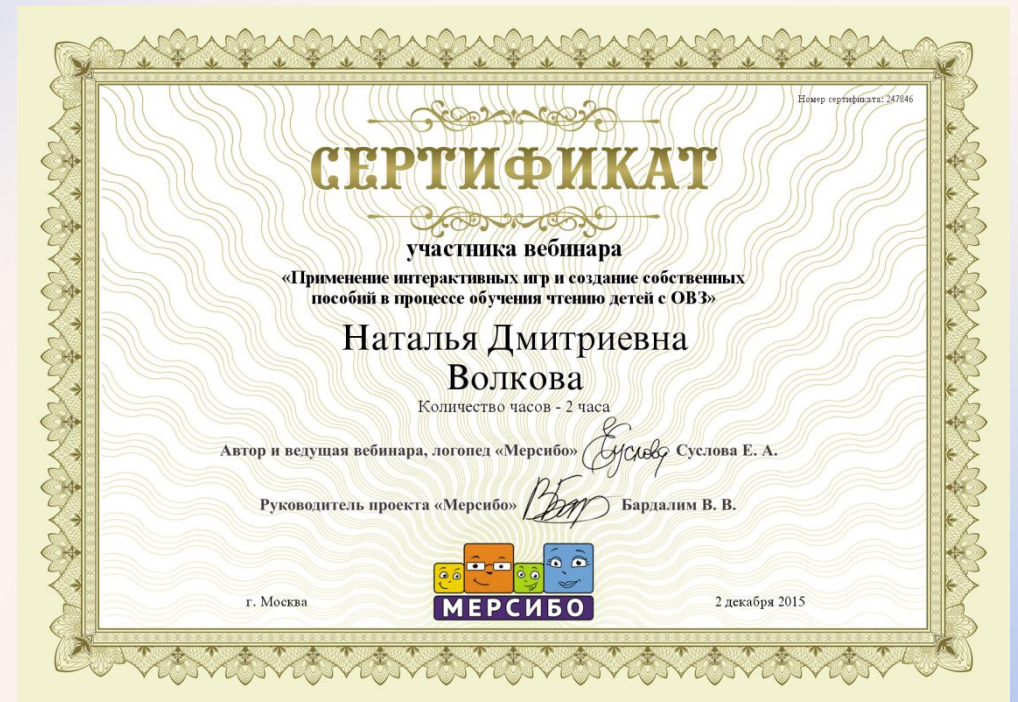 Номер сертификата: 247846
СЕРТИФИКАТ
участника вебинара
«Применение интерактивных игр и создание собственных
пособий в процессе обучения чтению детей с ОВЗ»
Наталья Дмитриевна
Волкова
Количество часов - 2 часа
Автор и ведущая вебинара, логопед «Мерсибо» Суслова Е. А.
Руководитель проекта «Мерсибо» Бардалим В. В.
МЕРСИБО
г. Москва
2 декабря 2015